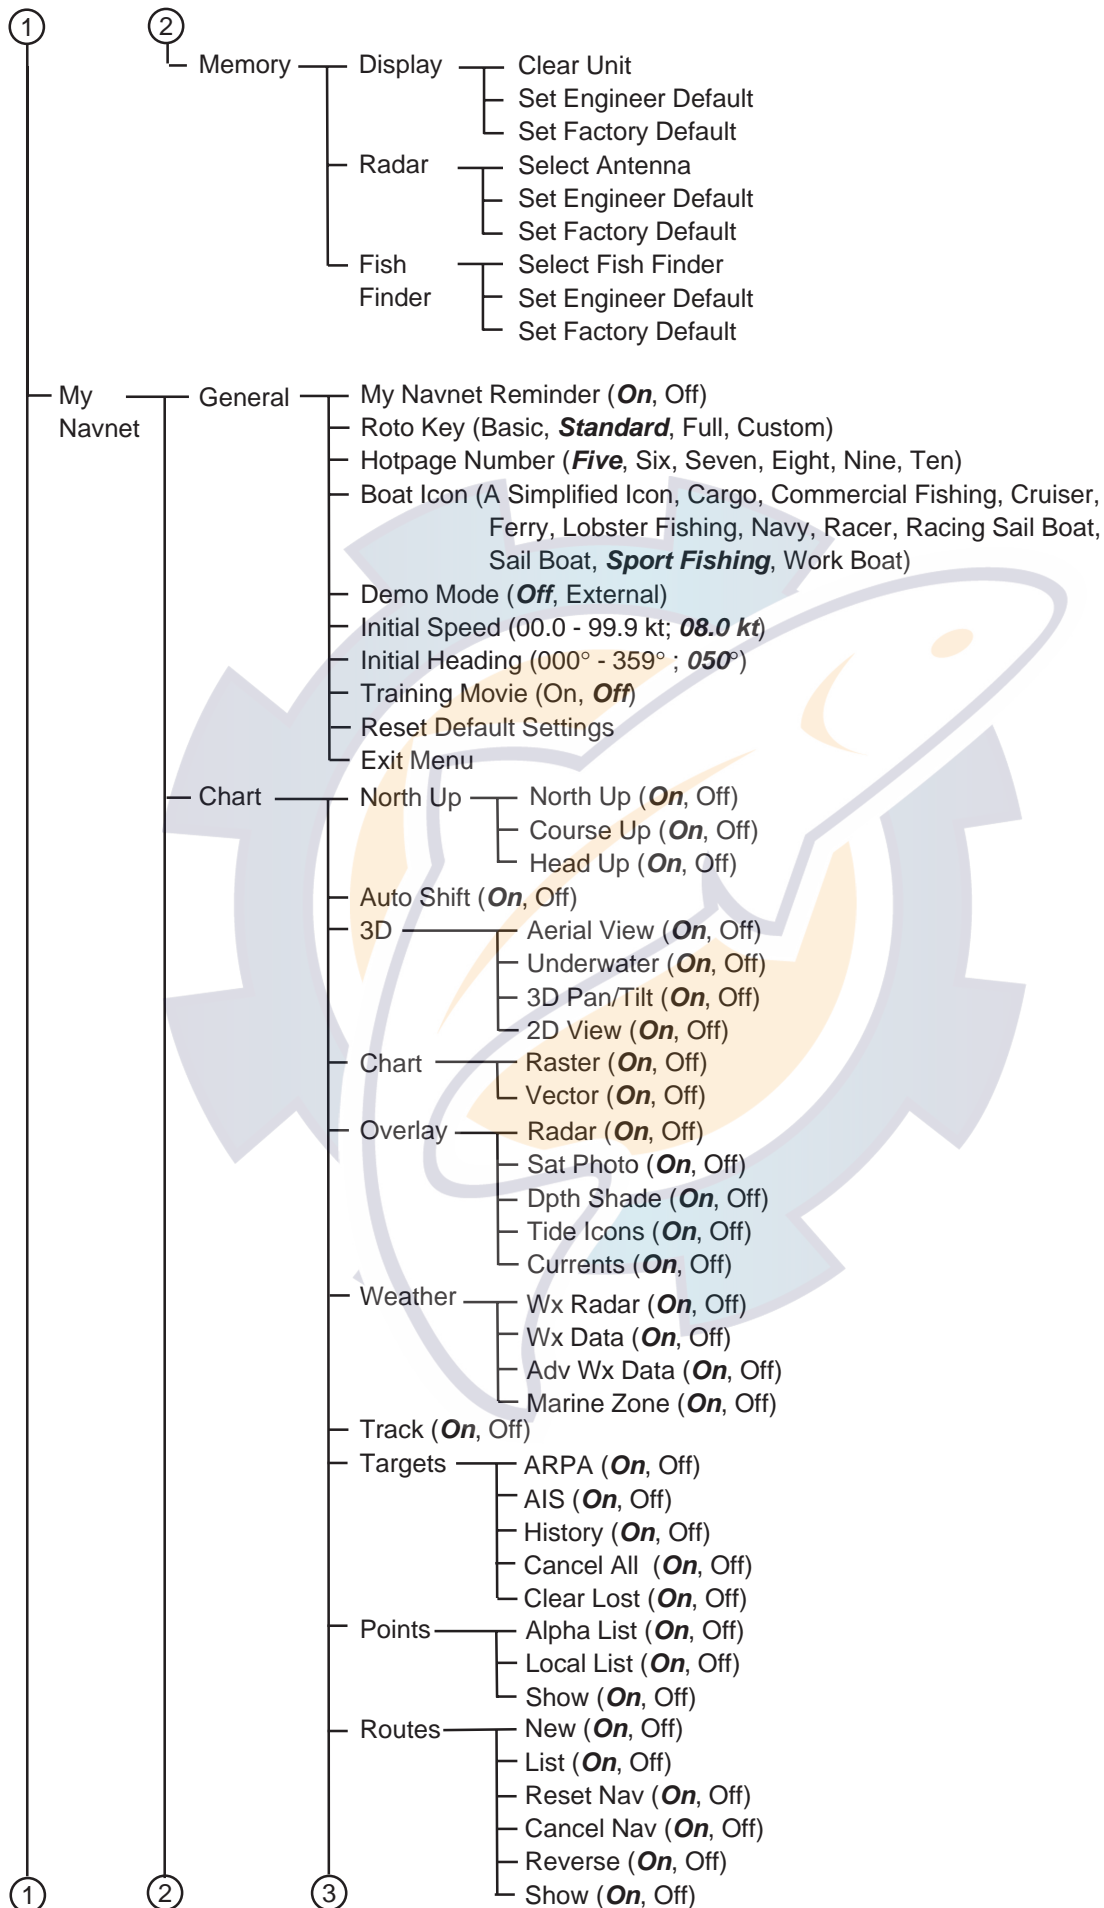 1 2
Memory Display Clear Unit
Set Engineer Default
Set Factory Default
Radar Select Antenna
Set Engineer Default
Set Factory Default
Fish Select Fish Finder
Finder Set Engineer Default
Set Factory Default
My General My Navnet Reminder (On, Off)
Navnet Roto Key (Basic, Standard, Full, Custom)
Hotpage Number (Five, Six, Seven, Eight, Nine, Ten)
Boat Icon (A Simplified Icon, Cargo, Commercial Fishing, Cruiser,
Ferry, Lobster Fishing, Navy, Racer, Racing Sail Boat,
Sail Boat, Sport Fishing, Work Boat)
Demo Mode (Off, External)
Initial Speed (00.0 - 99.9 kt; 08.0 kt)
Initial Heading (000° - 359° ; 050°)
Training Movie (On, Off)
Reset Default Settings
Exit Menu
Chart North Up North Up (On, Off)
Course Up (On, Off)
Head Up (On, Off)
Auto Shift (On, Off)
3D Aerial View (On, Off)
Underwater (On, Off)
3D Pan/Tilt (On, Off)
2D View (On, Off)
Chart Raster (On, Off)
Vector (On, Off)
Overlay Radar (On, Off)
Sat Photo (On, Off)
Dpth Shade (On, Off)
Tide Icons (On, Off)
Currents (On, Off)
Weather Wx Radar (On, Off)
Wx Data (On, Off)
Adv Wx Data (On, Off)
Marine Zone (On, Off)
Track (On, Off)
Targets ARPA (On, Off)
AIS (On, Off)
History (On, Off)
Cancel All (On, Off)
Clear Lost (On, Off)
Points Alpha List (On, Off)
Local List (On, Off)
Show (On, Off)
Routes New (On, Off)
List (On, Off)
Reset Nav (On, Off)
Cancel Nav (On, Off)
Reverse (On, Off)
1 2 3 Show (On, Off)